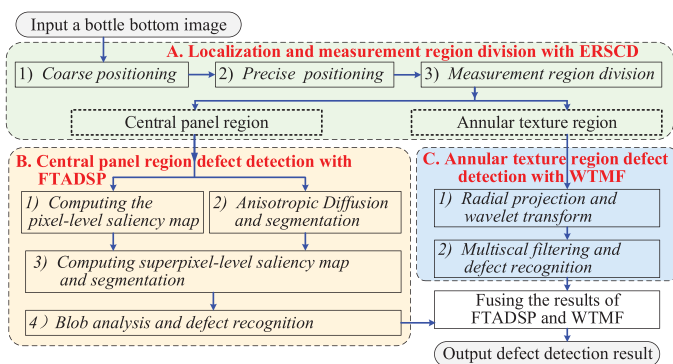 Input a bottle bottom image
A. Localization and measurement region division with ERSCD
1) Coarse positioning
2) Precise positioning
3) Measurement region division
Central panel region
Annular texture region
B. Central panel region defect detection with
FTADSP
1) Computing the
pixel-level saliency map
2) Anisotropic Diffusion
and segmentation
3) Computing superpixel-level saliency map
and segmentation
4) Blob analysis and defect recognition
C. Annular texture region defect
detection with WTMF
1) Radial projection and
wavelet transform
2) Multiscal filtering and
defect recognition
Fusing the results of
FTADSP and WTMF
Output defect detection result